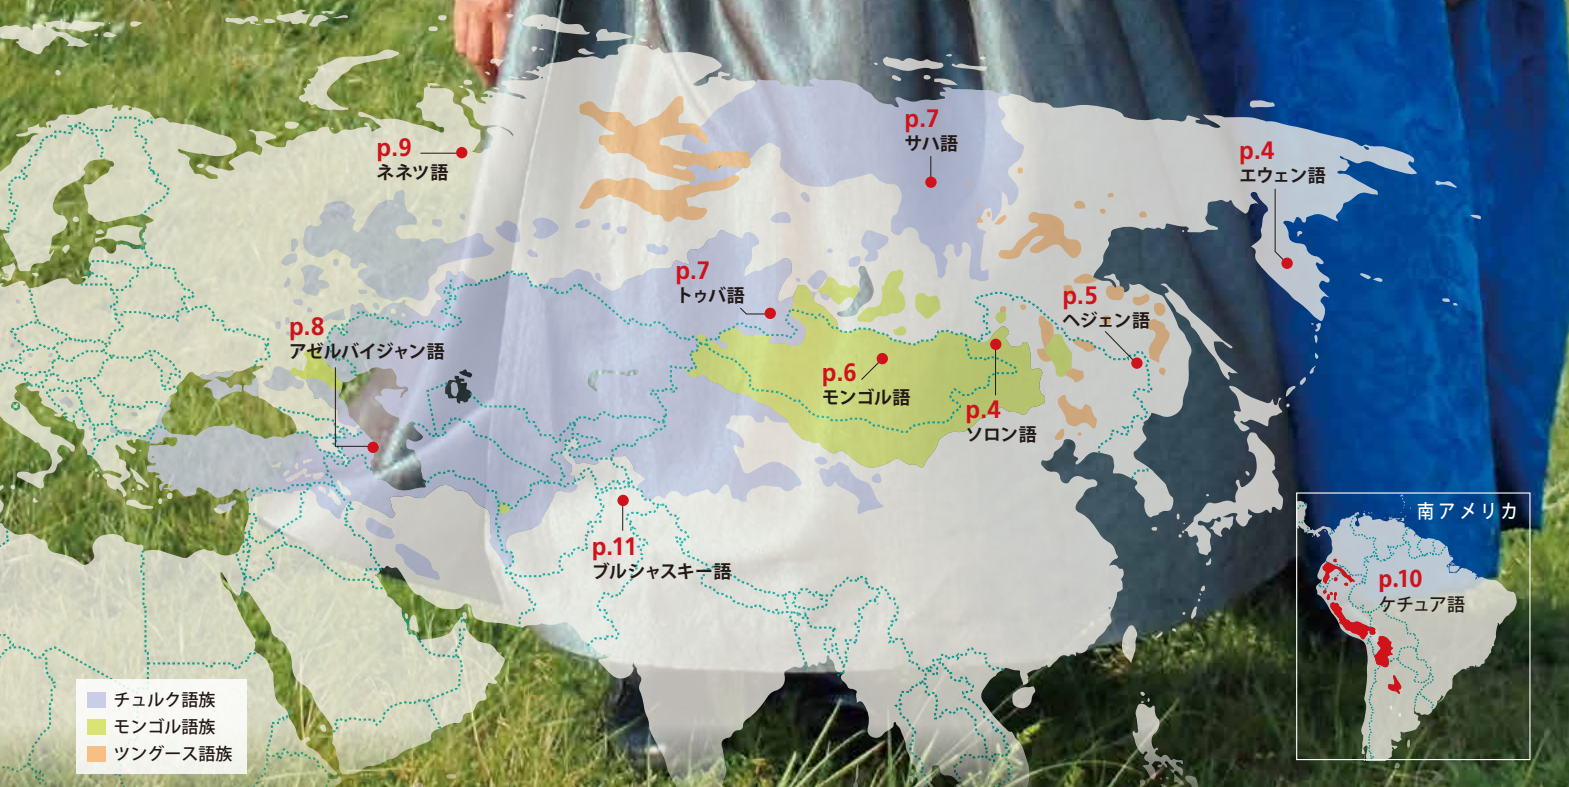 p.9
ネネツ語
p.7
サハ語
p.4
エウェン語
p.7
トゥバ語
p.5
ヘジェン語
p.8
アゼルバイジャン語
p.6
モンゴル語
p.4
ソロン語
p.11
ブルシャスキー語
南アメリカ
p.10
ケチュア語
チュルク語族
モンゴル語族
ツングース語族